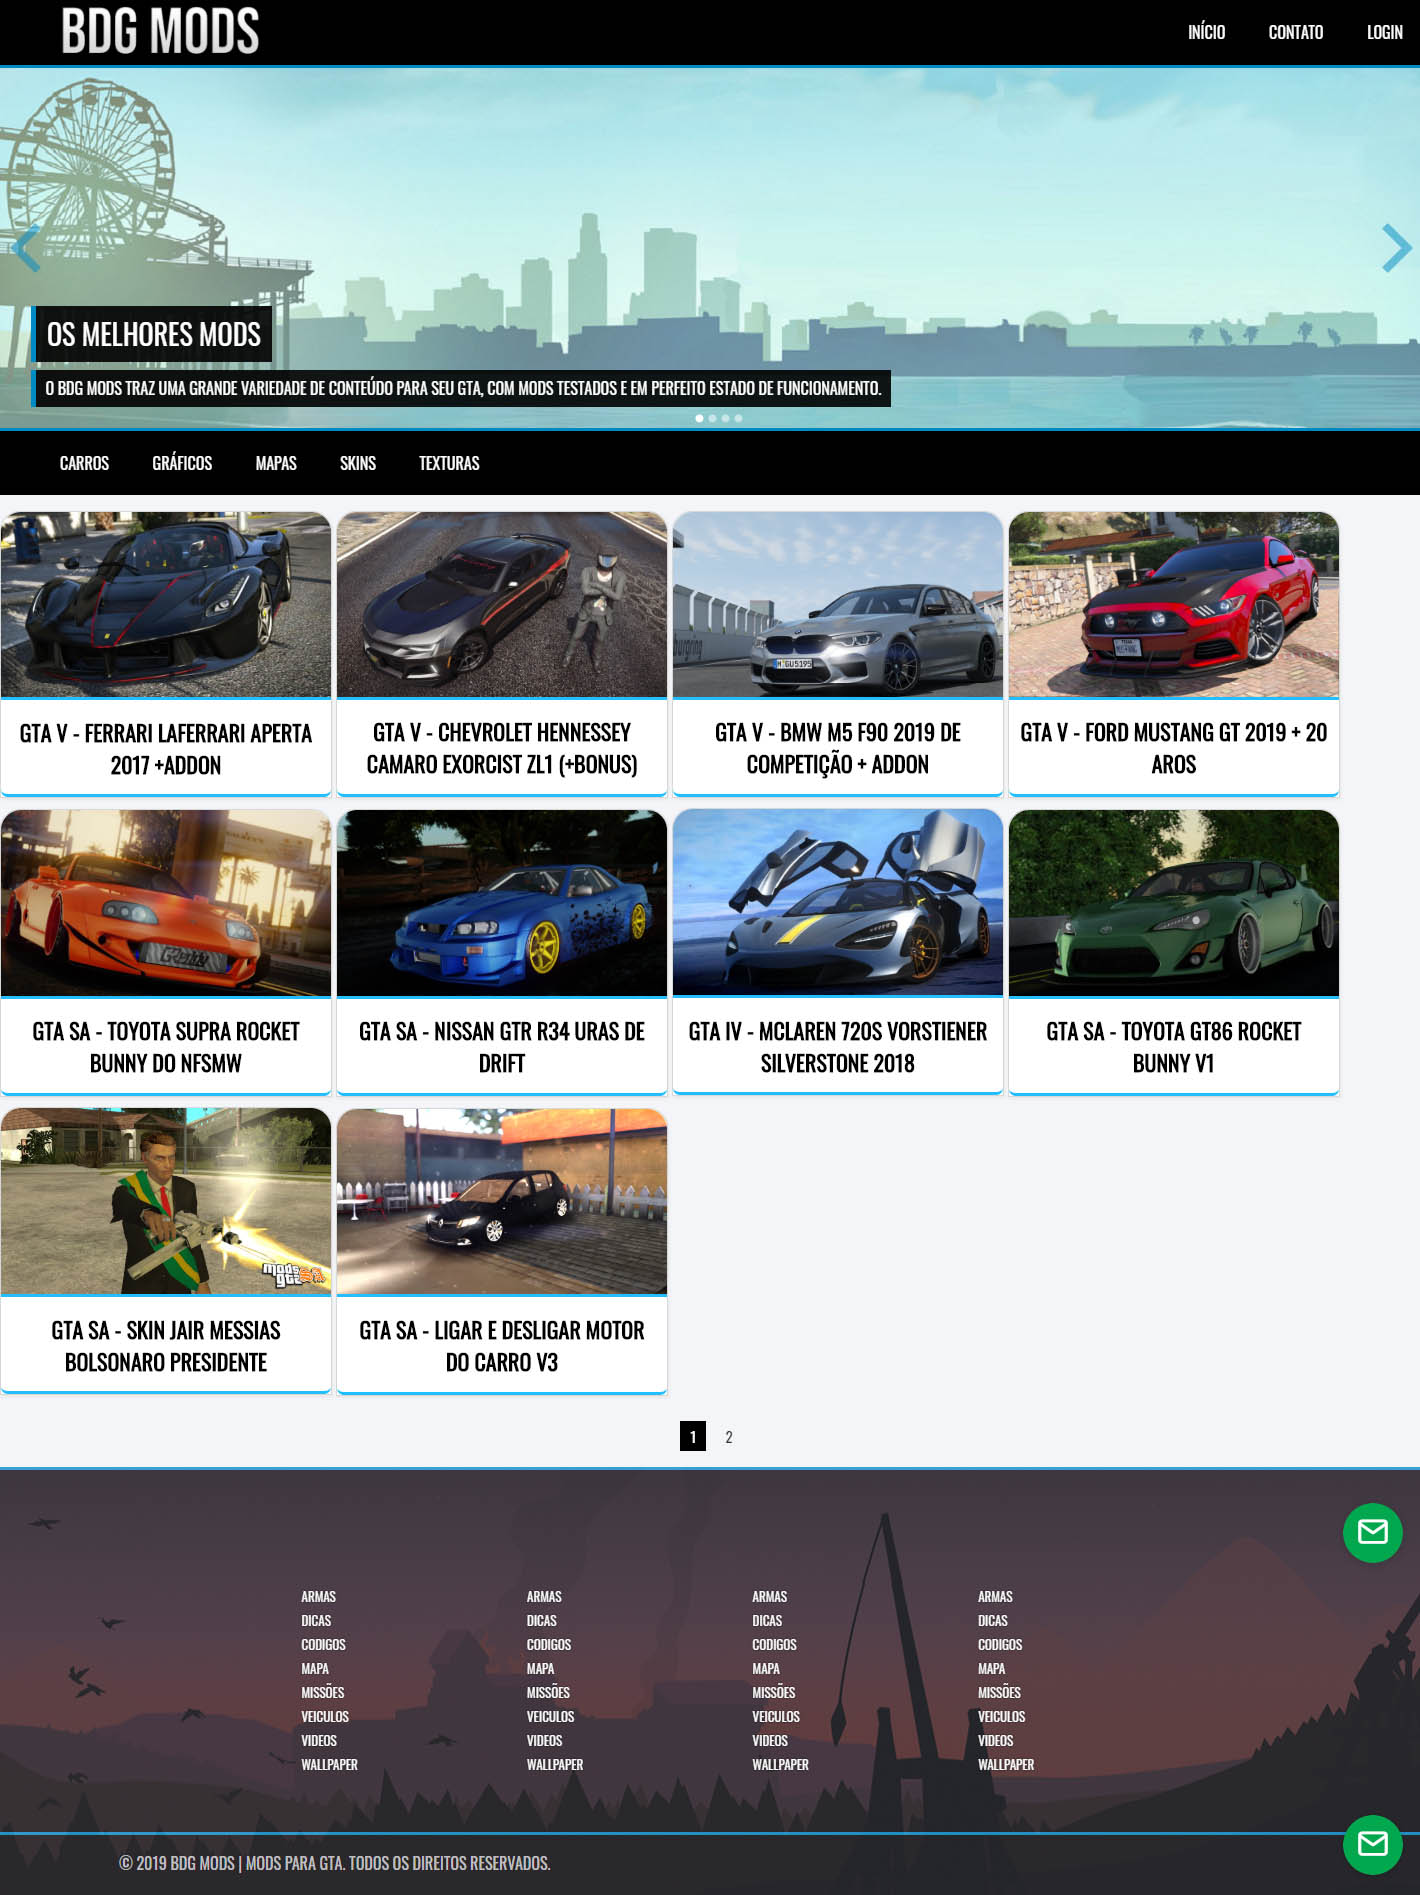 BDG MODS
INÍCIO CONTATO LOGIN
OS MELHORES MODS
O BDG MODS TRAZ UMA GRANDE VARIEDADE DE CONTEÚDO PARA SEU GTA, COM MODS TESTADOS E EM PERFEITO ESTADO DE FUNCIONAMENTO.
CARROS GRÁFICOS MAPAS SKINS TEXTURAS
GTA V - FERRARI LAFERRARI APERTA
2017 +ADDON
GTA V - CHEVROLET HENNESSEY
CAMARO EXORCIST ZL1 (+BONUS)
GTA V - BMW M5 F90 2019 DE
COMPETIÇÃO + ADDON
GTA V - FORD MUSTANG GT 2019 + 20
AROS
GTA SA - TOYOTA SUPRA ROCKET
BUNNY DO NFSMW
GTA SA - NISSAN GTR R34 URAS DE
DRIFT
GTA IV - MCLAREN 720S VORSTIENER
SILVERSTONE 2018
GTA SA - TOYOTA GT86 ROCKET
BUNNY V1
mods
gta SA
GTA SA - SKIN JAIR MESSIAS
BOLSONARO PRESIDENTE
GTA SA - LIGAR E DESLIGAR MOTOR
DO CARRO V3
1 2
ARMAS
DICAS
CODIGOS
MAPA
MISSÕES
VEICULOS
VIDEOS
WALLPAPER
ARMAS
DICAS
CODIGOS
MAPA
MISSÕES
VEICULOS
VIDEOS
WALLPAPER
ARMAS
DICAS
CODIGOS
MAPA
MISSÕES
VEICULOS
VIDEOS
WALLPAPER
ARMAS
DICAS
CODIGOS
MAPA
MISSÕES
VEICULOS
VIDEOS
WALLPAPER
© 2019 BDG MODS | MODS PARA GTA. TODOS OS DIREITOS RESERVADOS.